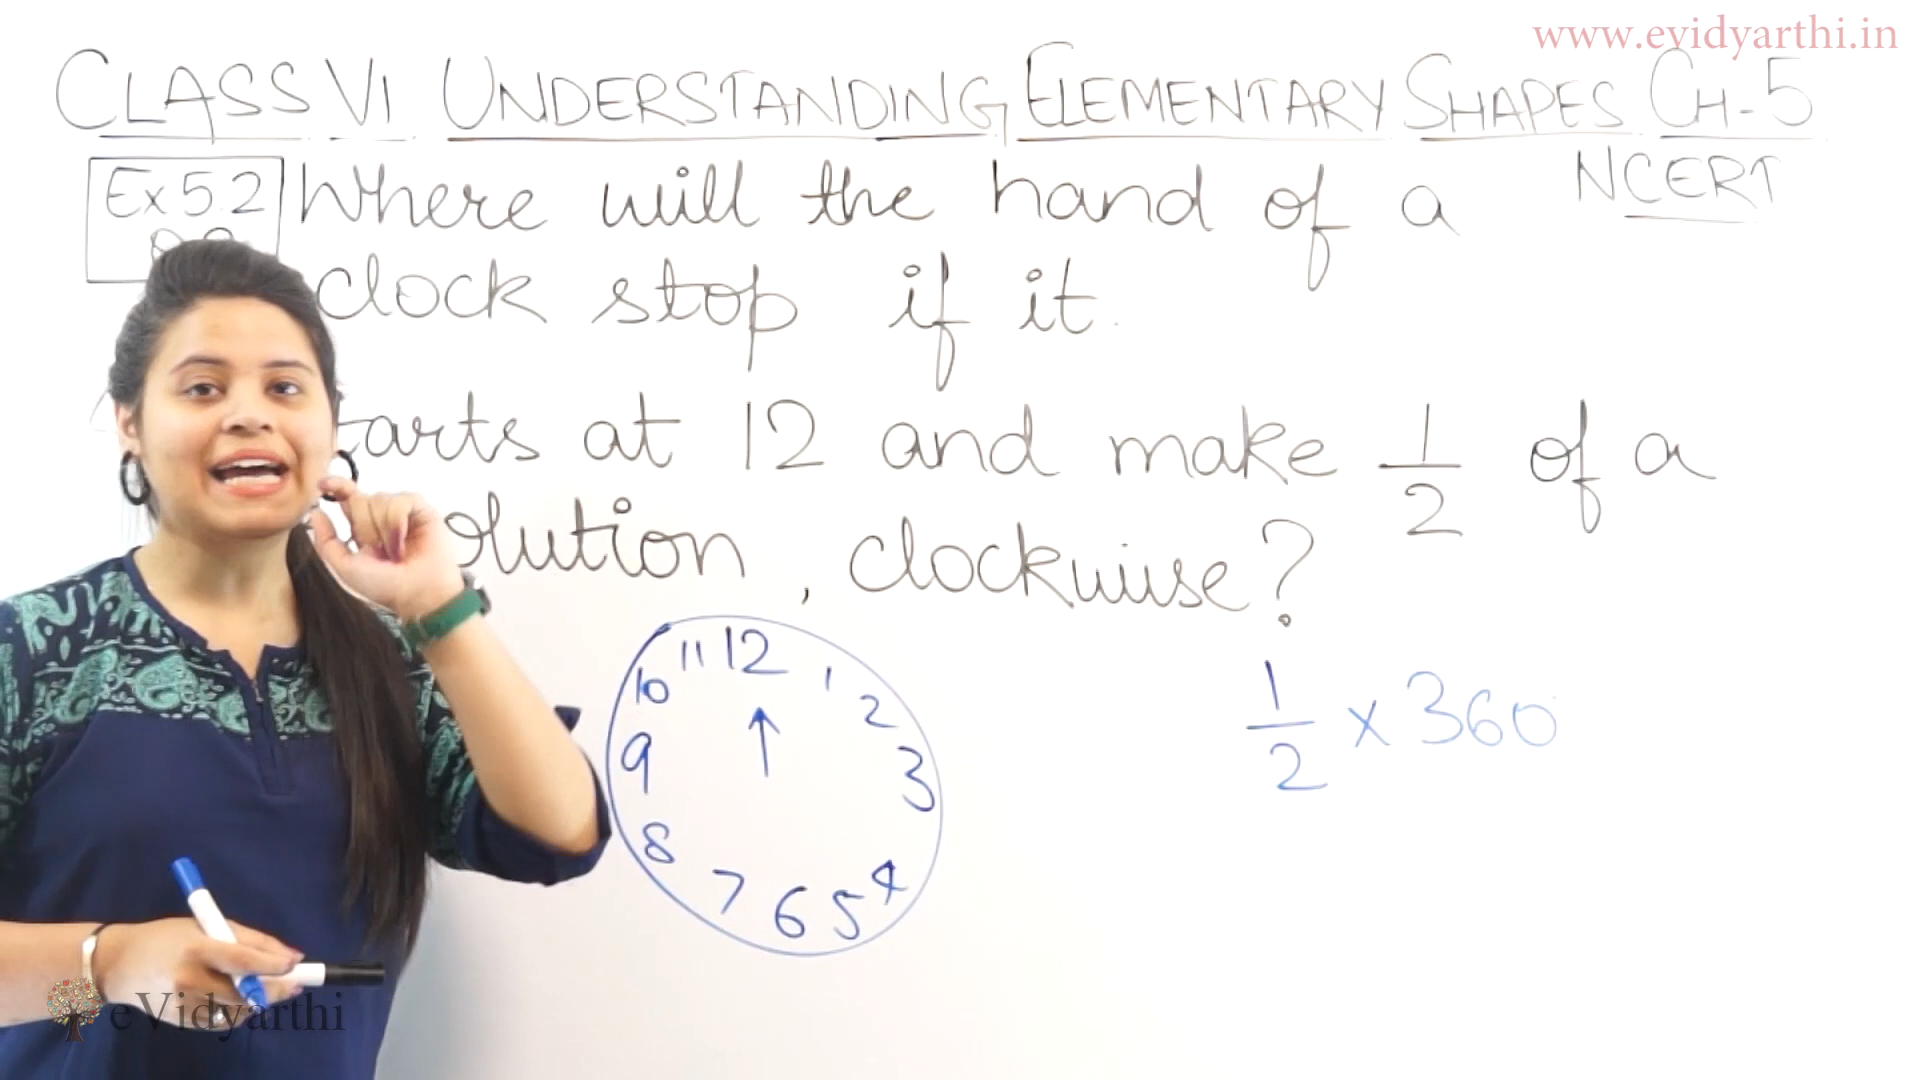 www.evidyarthi.in
CLASS VI UNDERSTANDING ELEMENTARY SHAPES CH-5
NCERT
Ex 5.2
Where will the hand of a
clock stop if it.
tarts at 12 and make 1/2 of a
olution, clockwise?
11 12 1
10 2
9 3
8 4
7 6 5
1/2 x 360
eVidyarthi